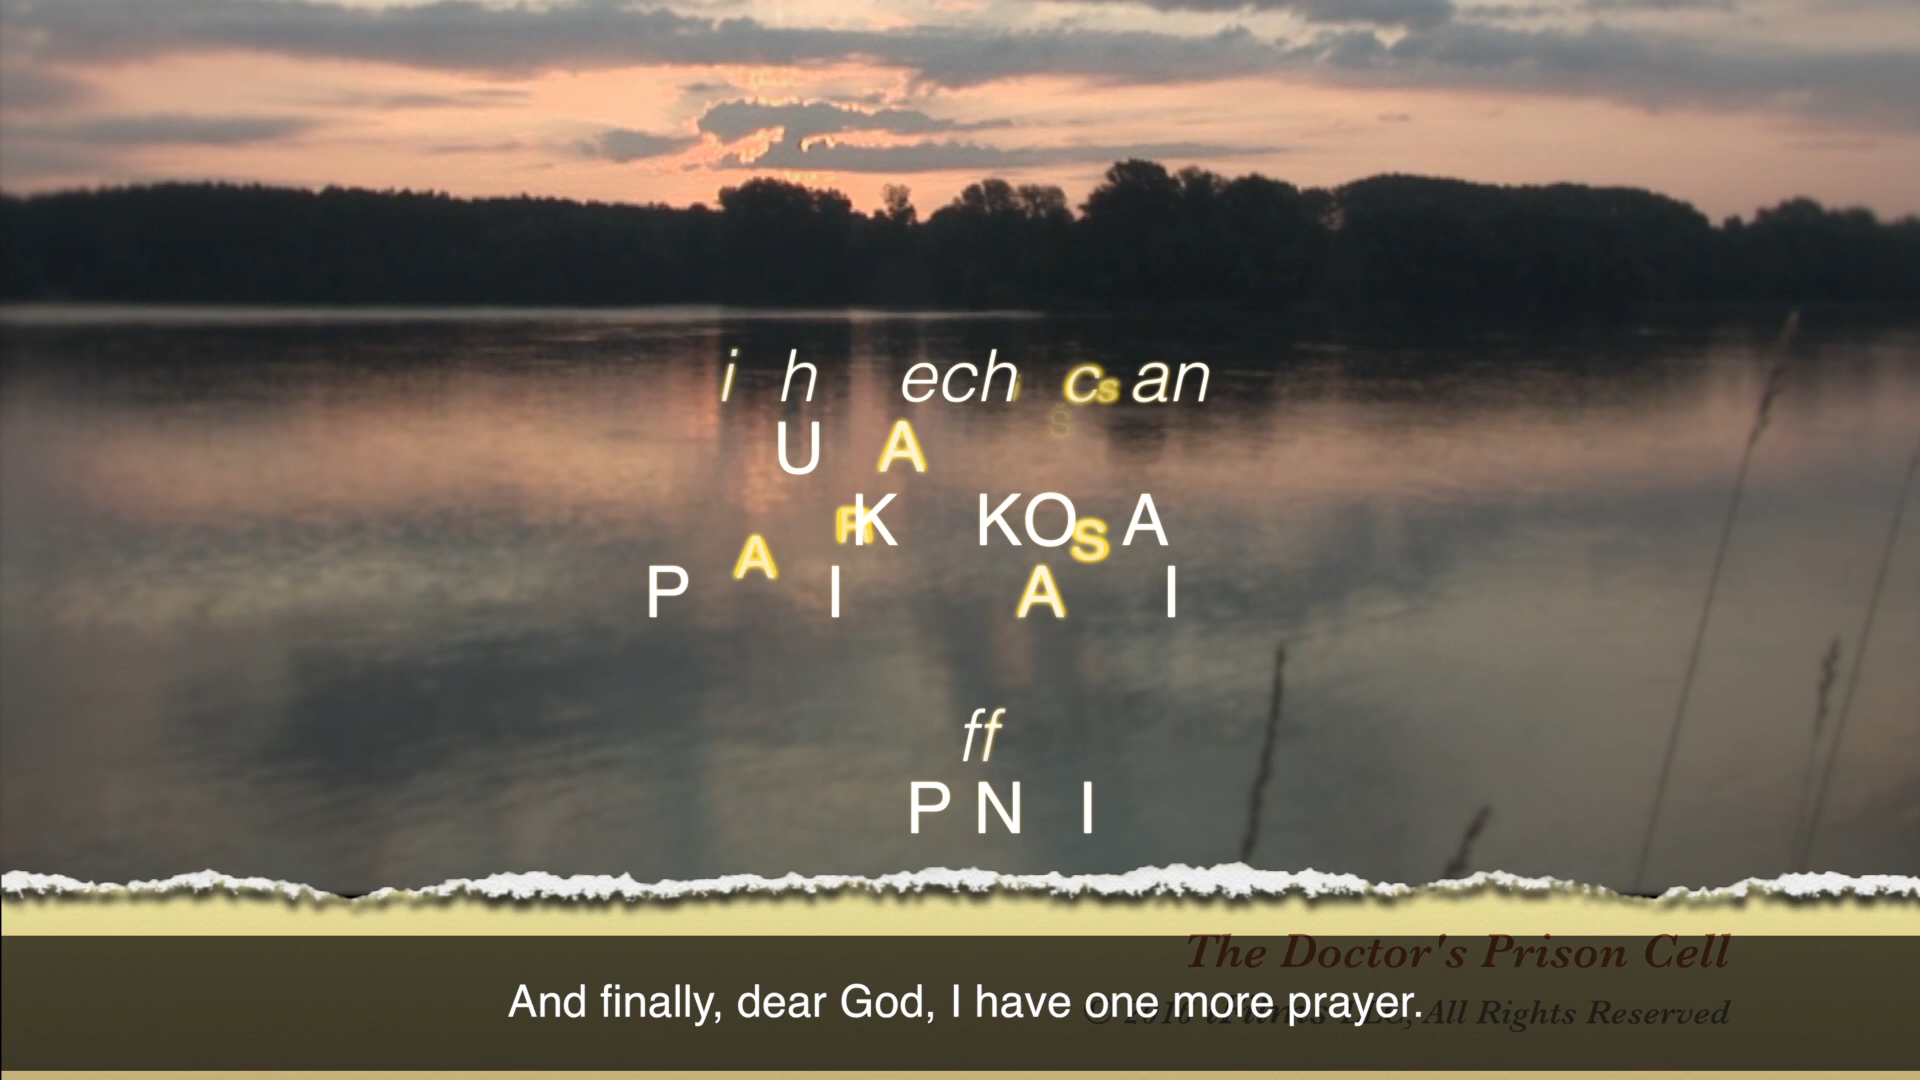 i h ech cs an
U A
R K KO S A
A
P I A I
ff
P N I
The Doctor's Prison Cell
And finally, dear God, I have one more prayer.
All Rights Reserved